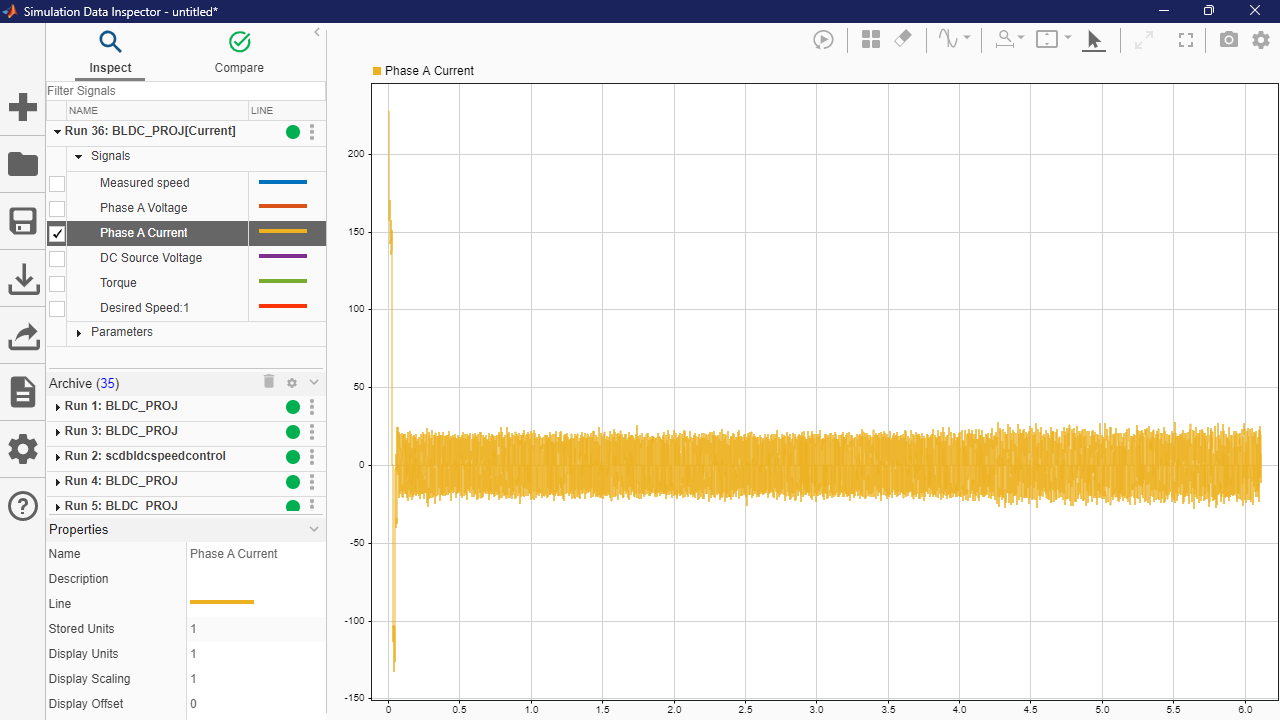 Simulation Data Inspector - untitled*
Inspect
Compare
Filter Signals
NAME LINE
Run 36: BLDC_PROJ[Current]
Signals
Measured speed
Phase A Voltage
Phase A Current
DC Source Voltage
Torque
Desired Speed:1
Parameters
Archive (35)
Run 1: BLDC_PROJ
Run 3: BLDC_PROJ
Run 2: scdbldcspeedcontrol
Run 4: BLDC_PROJ
Run 5: BLDC_PROJ
Properties
Name Phase A Current
Description
Line
Stored Units 1
Display Units 1
Display Scaling 1
Display Offset 0
Phase A Current
200
150
100
50
0
-50
-100
-150
0 0.5 1.0 1.5 2.0 2.5 3.0 3.5 4.0 4.5 5.0 5.5 6.0